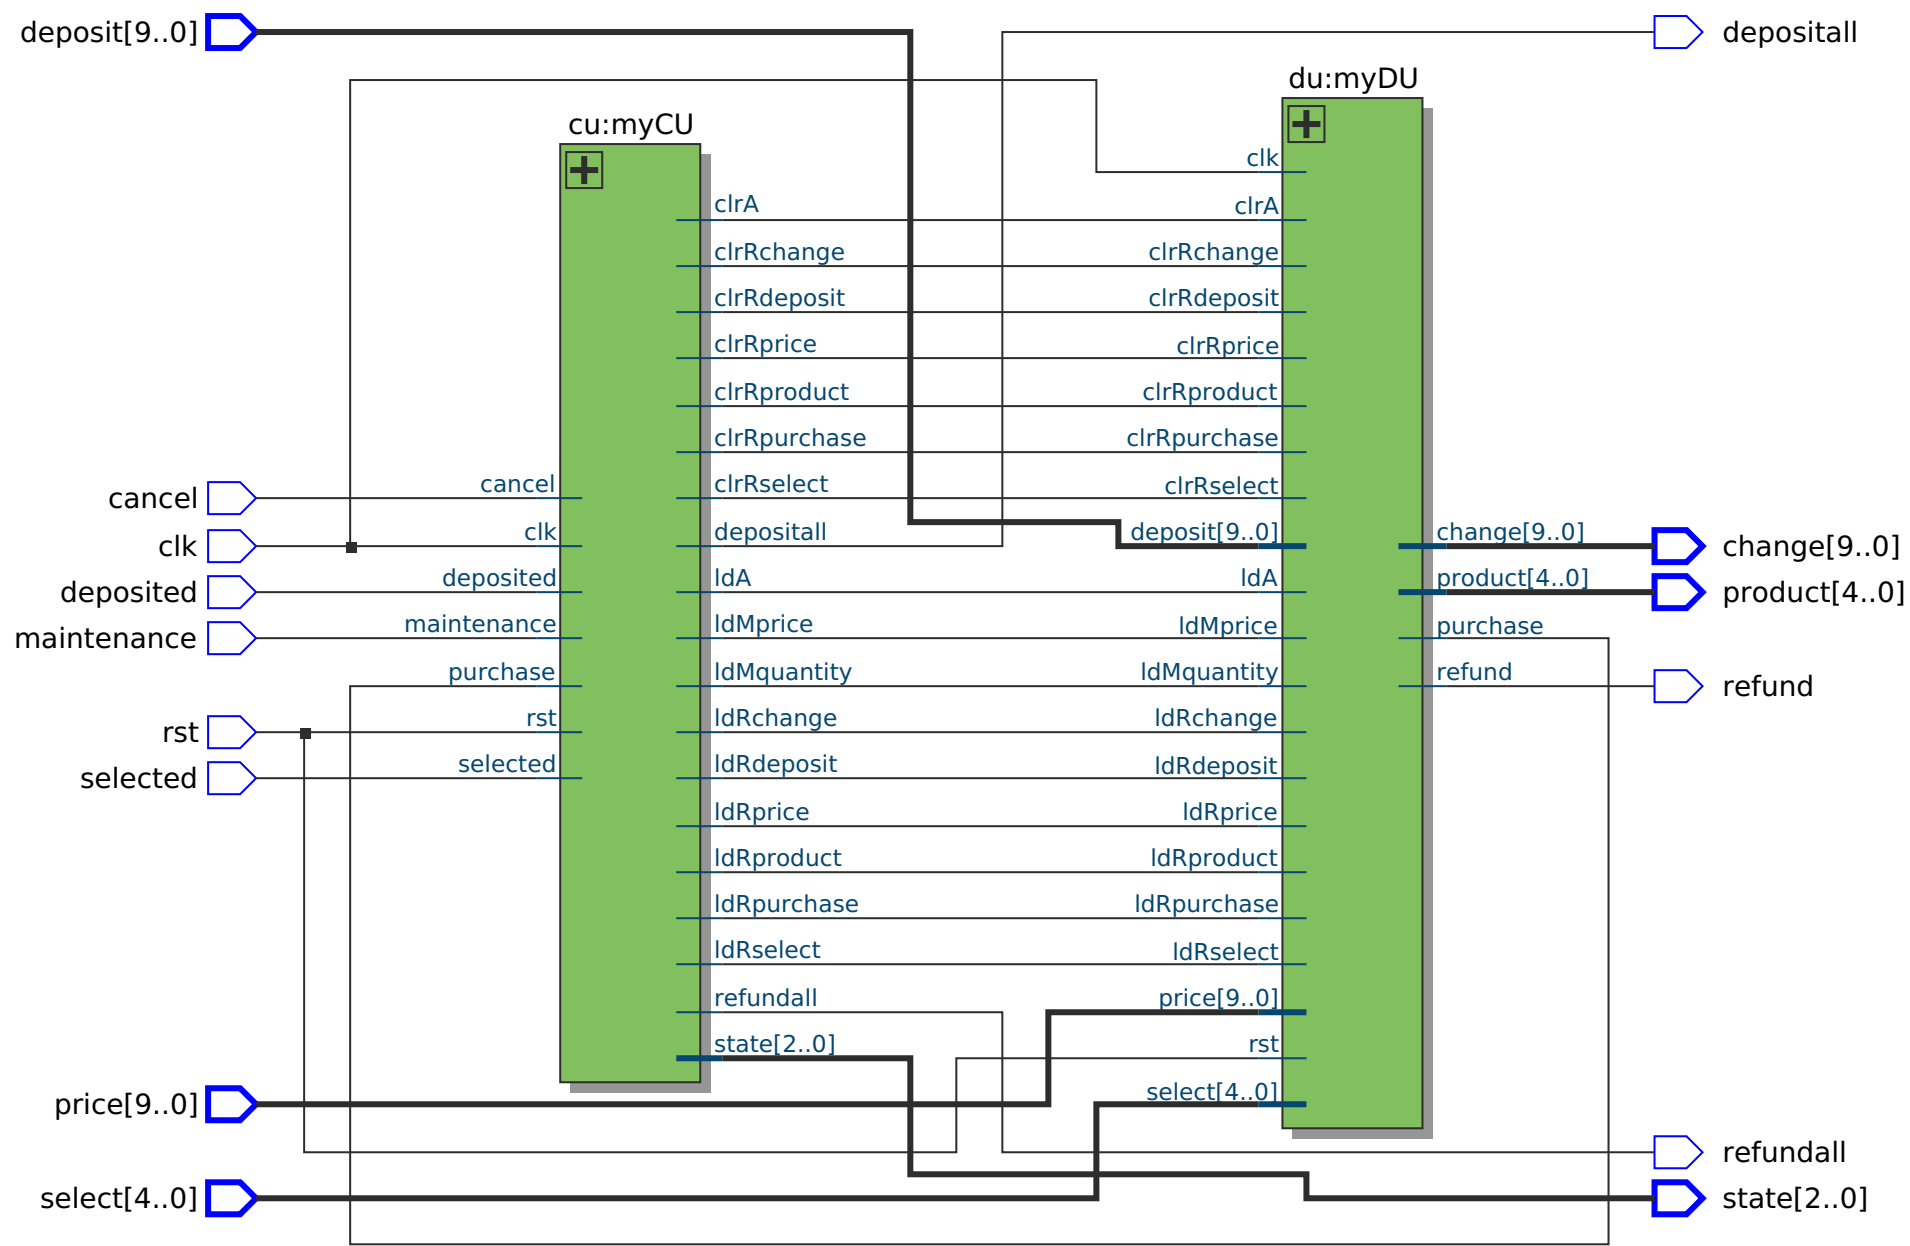 deposit[9..0]
depositall
du:myDU
cu:myCU
clk
clrA
clrA
clrRchange
clrRchange
clrRdeposit
clrRdeposit
clrRprice
clrRprice
clrRproduct
clrRproduct
clrRpurchase
clrRpurchase
cancel
cancel
clrRselect
clrRselect
clk
clk
depositall
deposit[9..0]
change[9..0]
change[9..0]
deposited
deposited
ldA
ldA
product[4..0]
product[4..0]
maintenance
maintenance
ldMprice
ldMprice
purchase
purchase
ldMquantity
ldMquantity
refund
refund
rst
rst
ldRchange
ldRchange
selected
selected
ldRdeposit
ldRdeposit
ldRprice
ldRprice
ldRproduct
ldRproduct
ldRpurchase
ldRpurchase
ldRselect
ldRselect
refundall
price[9..0]
state[2..0]
rst
price[9..0]
select[4..0]
refundall
select[4..0]
state[2..0]